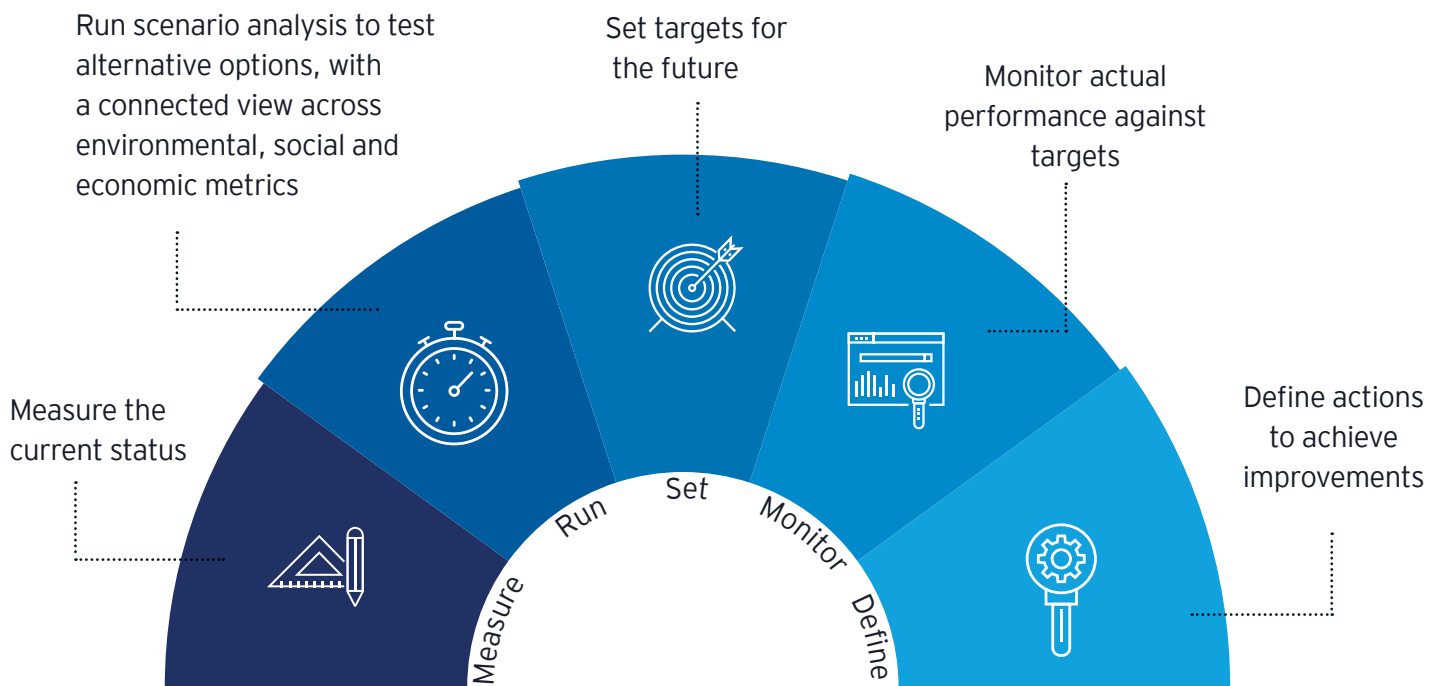 Run scenario analysis to test
alternative options, with
a connected view across
environmental, social and
economic metrics
Set targets for
the future
Monitor actual
performance against
targets
Measure the
current status
Define actions
to achieve
improvements
Measure
Run
Set
Monitor
Define